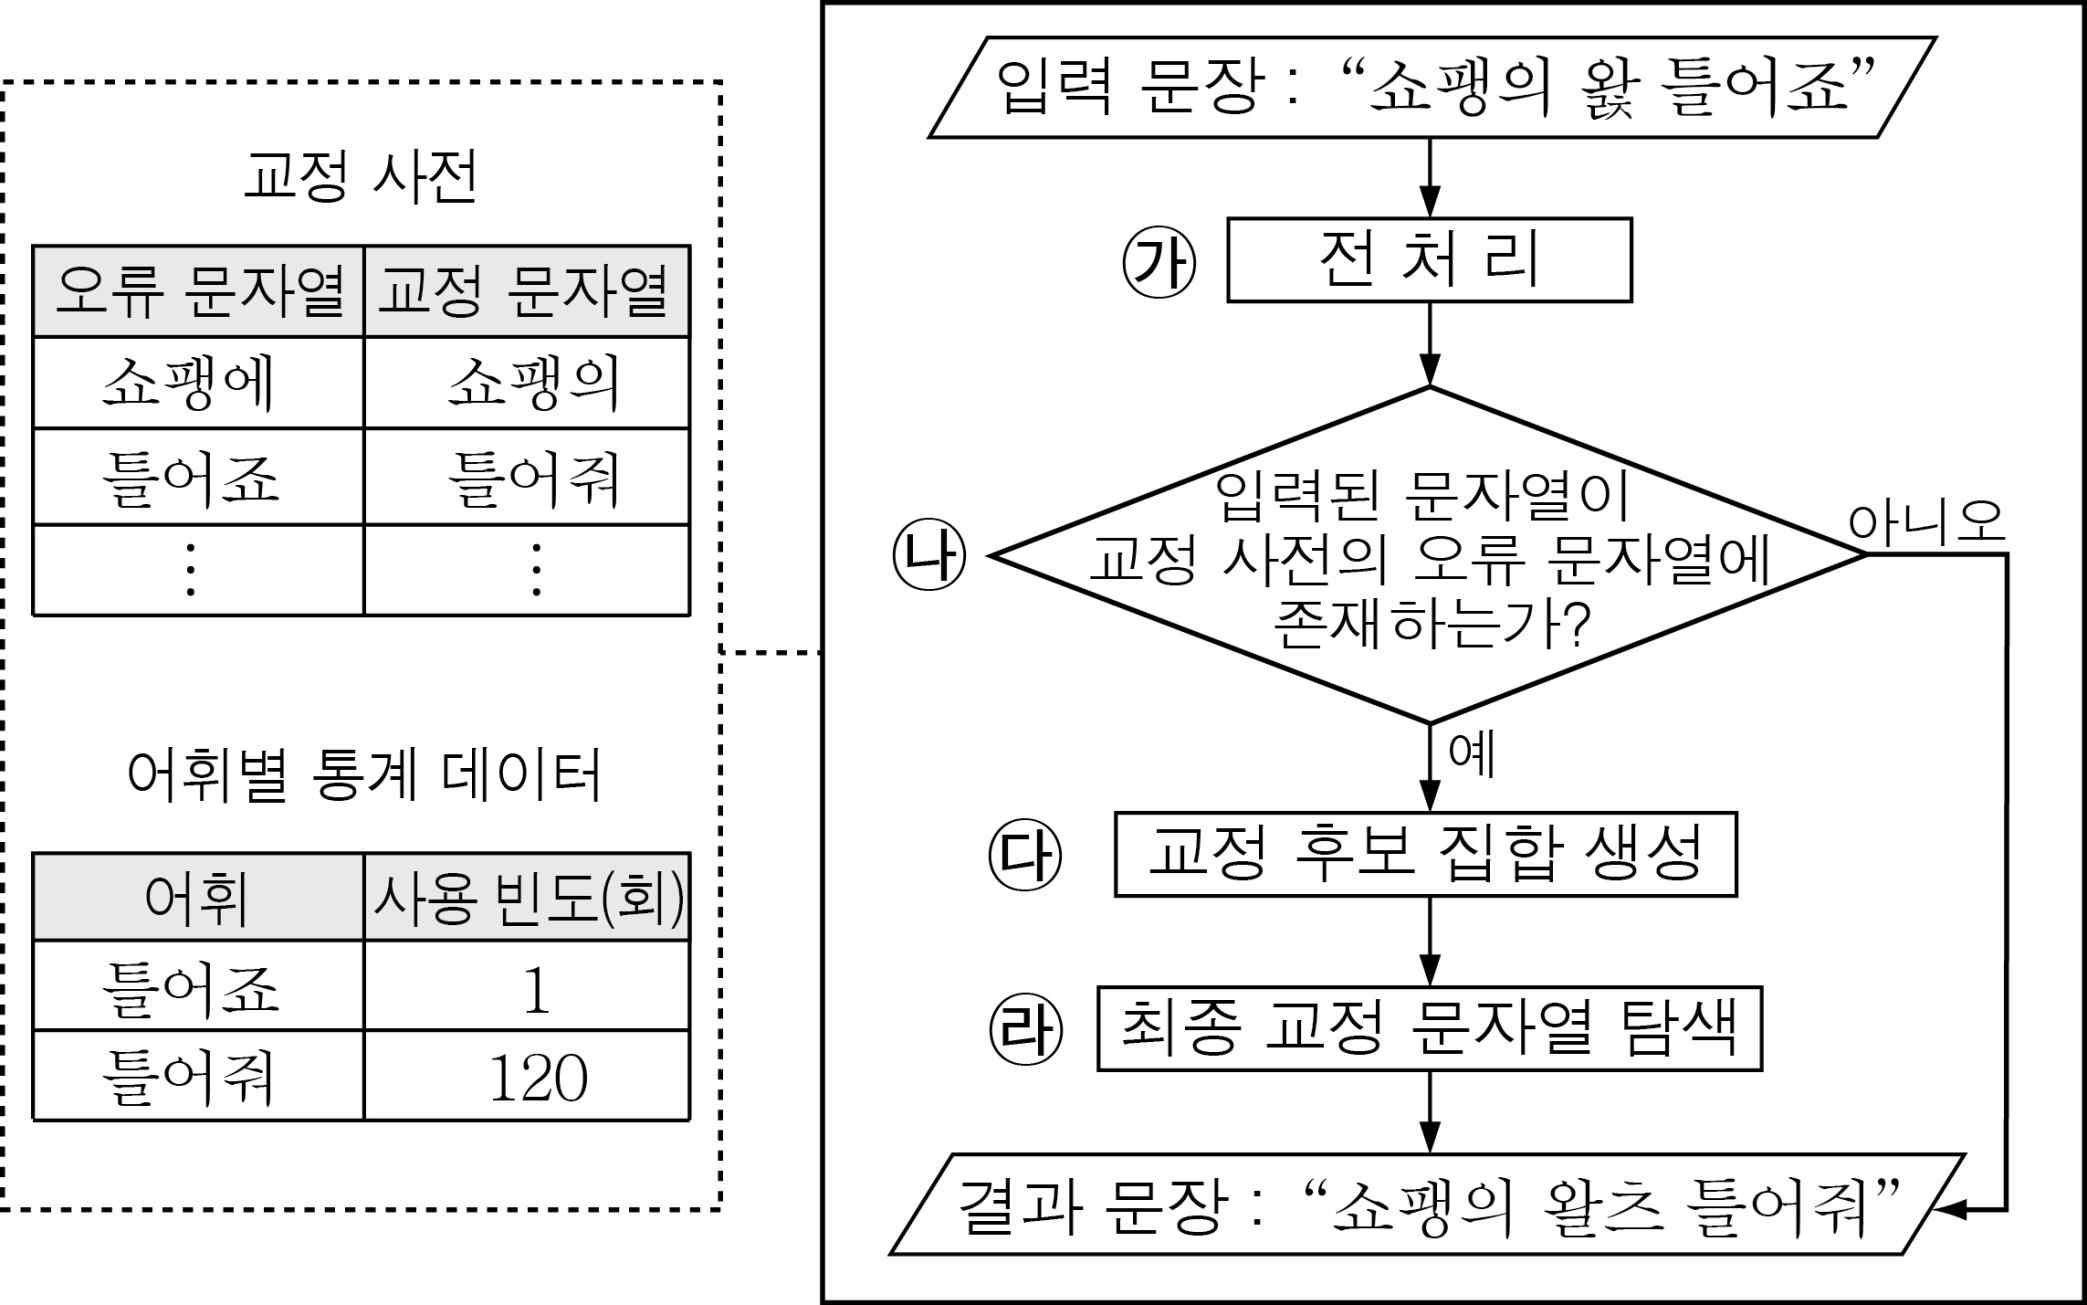 교정 사전
오류 문자열 교정 문자열
쇼팽에 쇼팽의
틀어죠 틀어줘
⋮ ⋮
어휘별 통계 데이터
어휘 사용 빈도(회)
틀어죠 1
틀어줘 120
입력 문장 : “쇼팽의 왍 틀어죠”
㉮ 전 처 리
㉯ 입력된 문자열이
교정 사전의 오류 문자열에
존재하는가?
아니오
예
㉰ 교정 후보 집합 생성
㉱ 최종 교정 문자열 탐색
결과 문장 : “쇼팽의 왈츠 틀어줘”